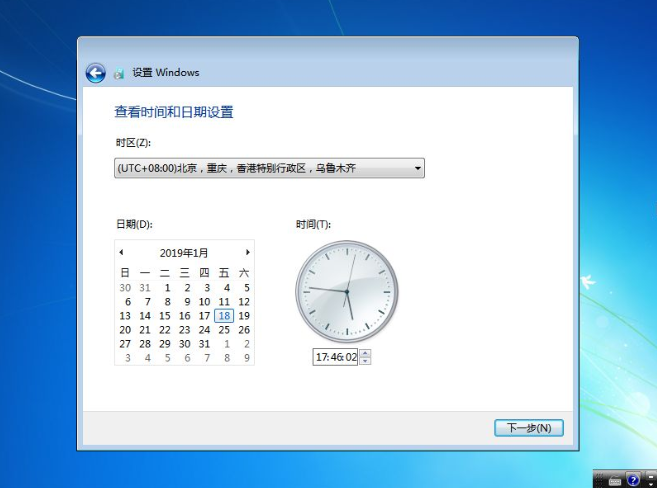 设置 Windows
查看时间和日期设置
时区(Z):
(UTC+08:00)北京，重庆，香港特别行政区，乌鲁木齐
日期(D):
时间(T):
2019年1月
日 一 二 三 四 五 六
30 31 1 2 3 4 5
6 7 8 9 10 11 12
13 14 15 16 17 18 19
20 21 22 23 24 25 26
27 28 29 30 31 1 2
3 4 5 6 7 8 9
17:46:02
下一步(N)
?